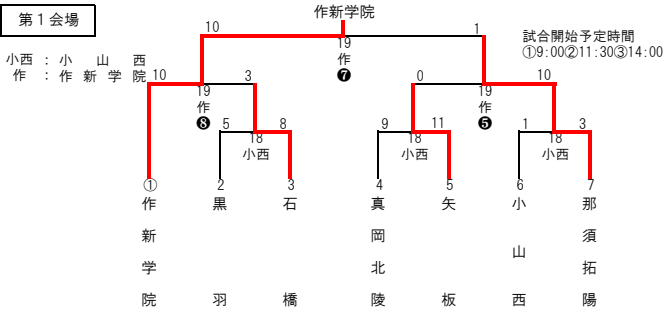 第１会場
作新学院
試合開始予定時間
①9:00②11:30③14:00
小西：小山西
作：作新学院
10 1
19
作
❼
10 3 0 10
19 19
作 作
❽ ❺
5 8 9 11 1 3
18 18 18
小西 小西 小西
① 2 3 4 5 6 7
作新学院
黒羽
石橋
真岡北陵
矢板
小山西
那須拓陽